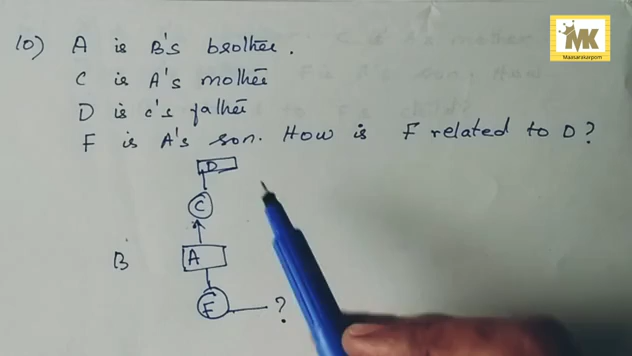 MK
Maasarakarpom
10) A is B's brother.
C is A's mother
D is c's father
F is A's son. How is F related to D?
D
C
B A
F ?